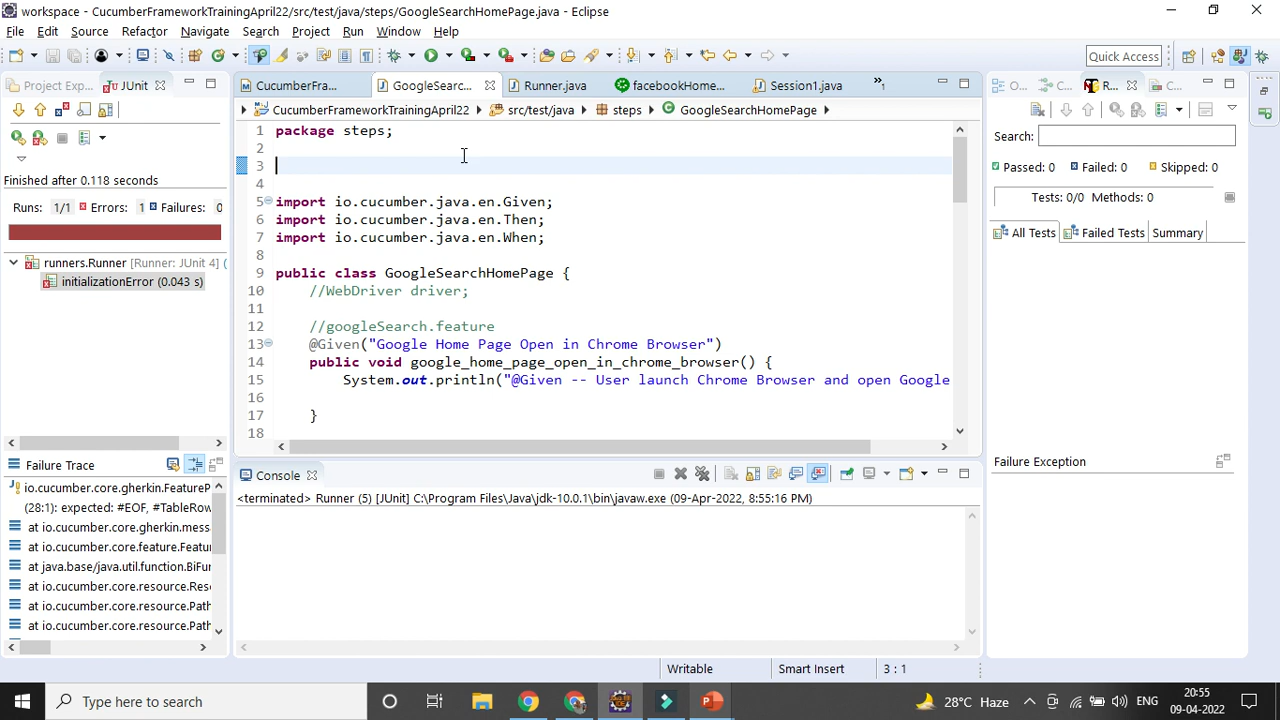 workspace - CucumberFrameworkTrainingApril22/src/test/java/steps/GoogleSearchHomePage.java - Eclipse
File Edit Source Refactor Navigate Search Project Run Window Help
Quick Access
Project Exp... JUnit
CucumberFra... GoogleSearc... Runner.java facebookHome... Session1.java »1
O... C... R... C...
CucumberFrameworkTrainingApril22 src/test/java steps GoogleSearchHomePage
Search:
Finished after 0.118 seconds
Runs: 1/1 Errors: 1 Failures: 0
runners.Runner [Runner: JUnit 4] (
initializationError (0.043 s)
1 package steps;
2
3
4
5 import io.cucumber.java.en.Given;
6 import io.cucumber.java.en.Then;
7 import io.cucumber.java.en.When;
8
9 public class GoogleSearchHomePage {
10 //WebDriver driver;
11
12 //googleSearch.feature
13 @Given("Google Home Page Open in Chrome Browser")
14 public void google_home_page_open_in_chrome_browser() {
15 System.out.println("@Given -- User launch Chrome Browser and open Google
16
17 }
18
Passed: 0 Failed: 0 Skipped: 0
Tests: 0/0 Methods: 0
All Tests Failed Tests Summary
Failure Exception
Failure Trace
io.cucumber.core.gherkin.FeatureP
(28:1): expected: #EOF, #TableRow
at io.cucumber.core.gherkin.mess
at io.cucumber.core.feature.Featur
at java.base/java.util.function.BiFur
at io.cucumber.core.resource.Res
at io.cucumber.core.resource.Path
at io.cucumber.core.resource.Path
Console
<terminated> Runner (5) [JUnit] C:\Program Files\Java\jdk-10.0.1\bin\javaw.exe (09-Apr-2022, 8:55:16 PM)
Writable Smart Insert 3 : 1
Type here to search
28°C Haze
ENG
20:55
09-04-2022